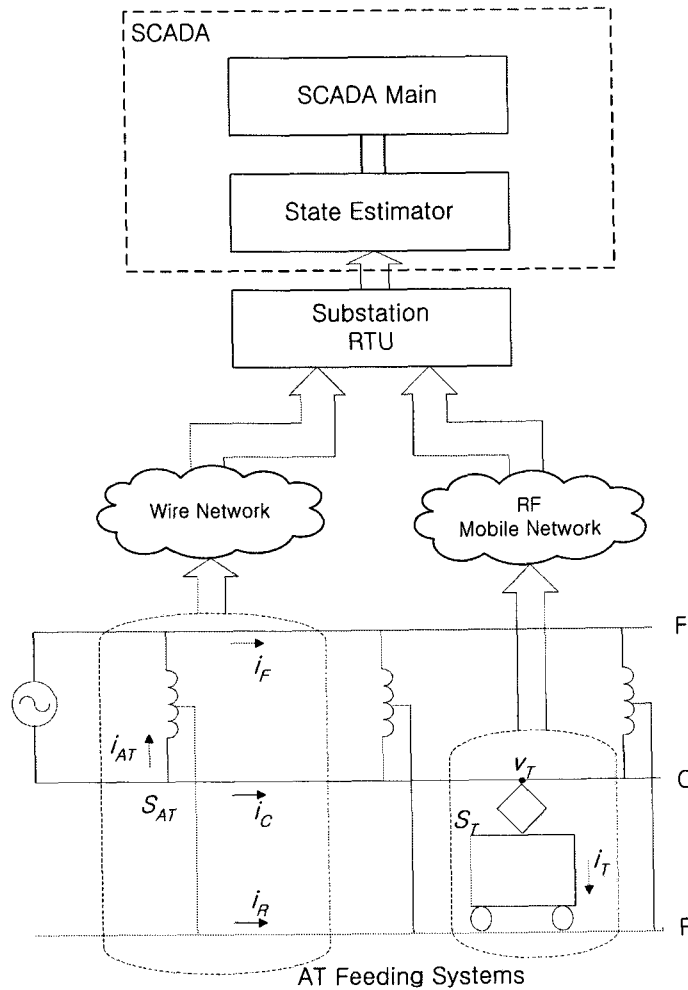 SCADA
SCADA Main
State Estimator
Substation
RTU
Wire Network
RF
Mobile Network
F
i_F
i_AT
v_T
S_AT
i_C
S_T
i_T
i_R
AT Feeding Systems